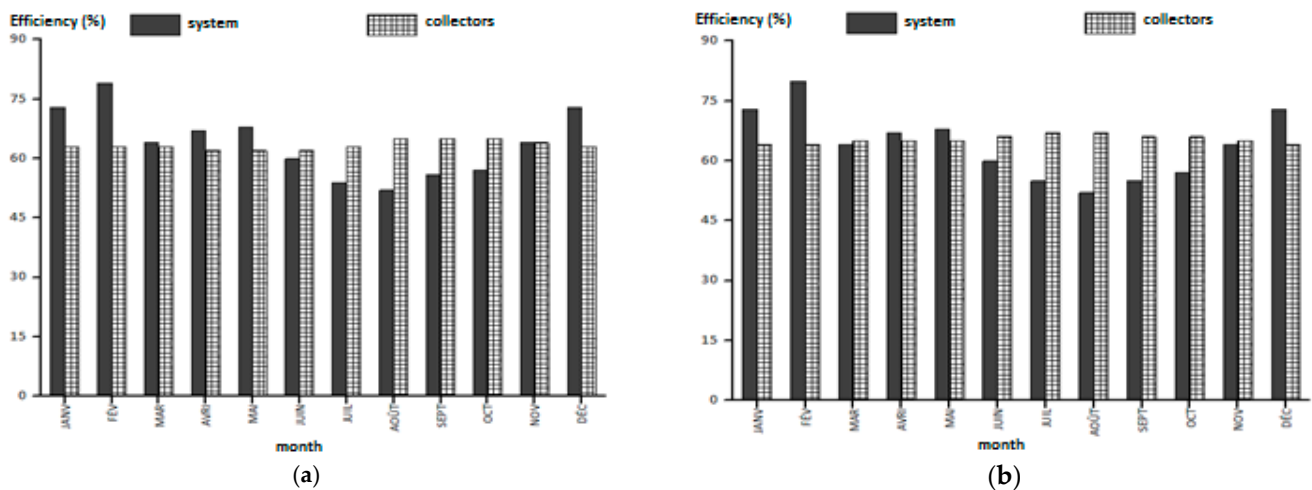 Efficiency (%) system collectors
90
75
60
45
30
15
0
JANV FÉV MAR AVRI MAI JUIN JUIL AOÛT SEPT OCT NOV DÉC
month
(a)
Efficiency (%) system collectors
90
75
60
45
30
15
0
JANV FÉV MAR AVRI MAI JUIN JUIL AOÛT SEPT OCT NOV DÉC
month
(b)